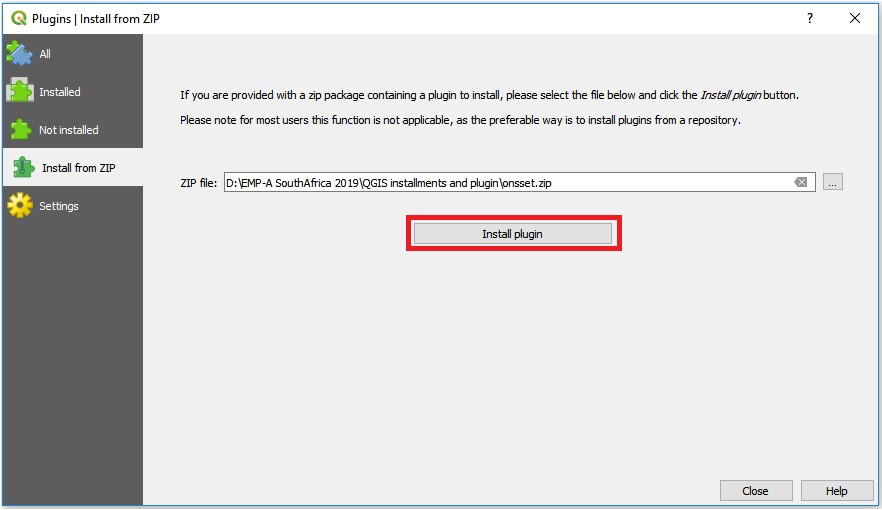 Plugins | Install from ZIP
?
All
Installed
Not installed
Install from ZIP
Settings
If you are provided with a zip package containing a plugin to install, please select the file below and click the Install plugin button.
Please note for most users this function is not applicable, as the preferable way is to install plugins from a repository.
ZIP file: D:\EMP-A SouthAfrica 2019\QGIS installments and plugin\onsset.zip ...
Install plugin
Close Help